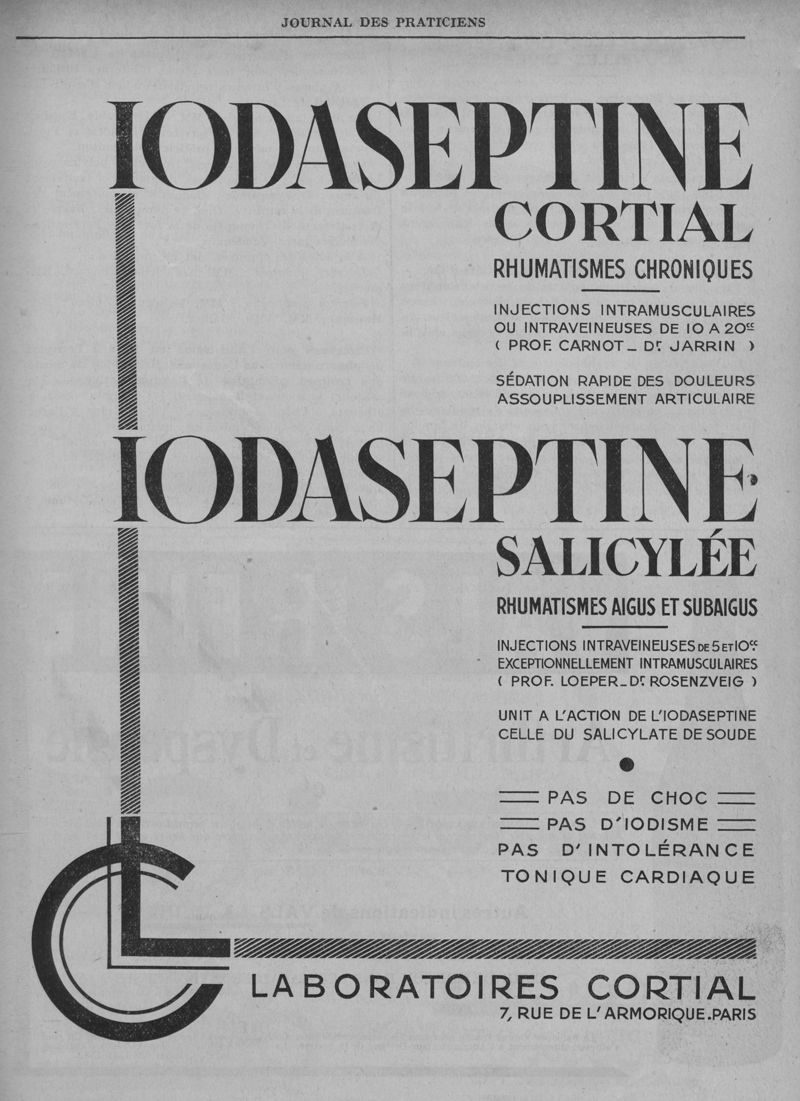 JOURNAL DES PRATICIENS
IODASEPTINE
CORTIAL
RHUMATISMES CHRONIQUES
INJECTIONS INTRAMUSCULAIRES
OU INTRAVEINEUSES DE 10 A 20cc
( PROF. CARNOT_ Dr. JARRIN )
SÉDATION RAPIDE DES DOULEURS
ASSOUPLISSEMENT ARTICULAIRE
IODASEPTINE
SALICYLÉE
RHUMATISMES AIGUS ET SUBAIGUS
INJECTIONS INTRAVEINEUSES DE 5 ET 10cc.
EXCEPTIONNELLEMENT INTRAMUSCULAIRES
( PROF. LOEPER_Dr. ROSENZVEIG )
UNIT A L'ACTION DE L'IODASEPTINE
CELLE DU SALICYLATE DE SOUDE
PAS DE CHOC
PAS D'IODISME
PAS D'INTOLÉRANCE
TONIQUE CARDIAQUE
CL
LABORATOIRES CORTIAL
7, RUE DE L'ARMORIQUE.PARIS